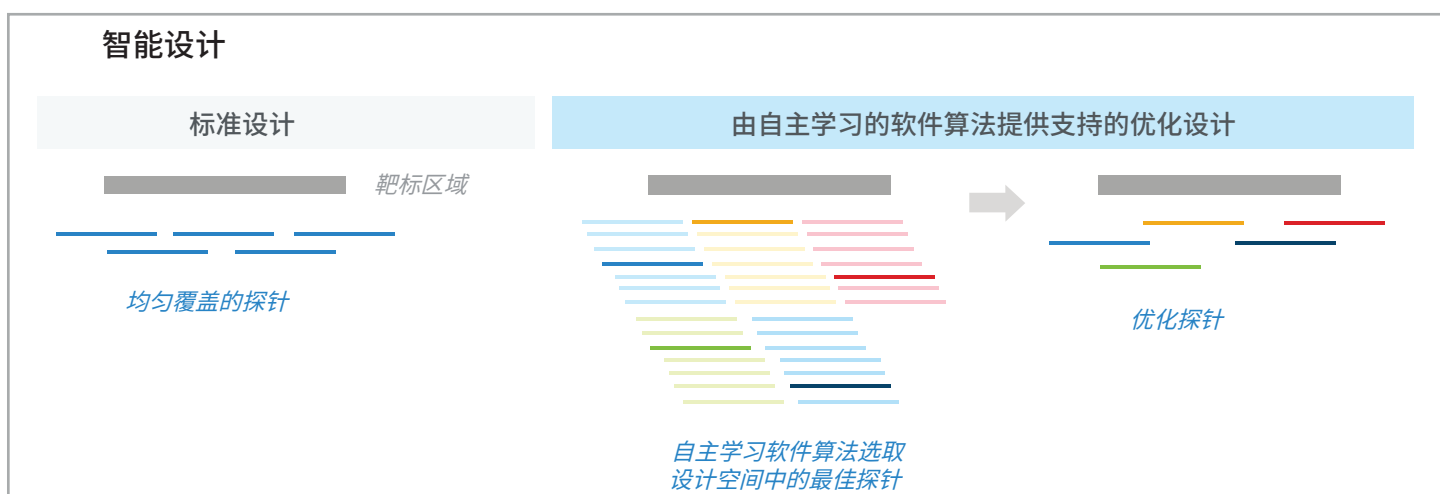 智能设计
标准设计
由自主学习的软件算法提供支持的优化设计
靶标区域
均匀覆盖的探针
优化探针
自主学习软件算法选取
设计空间中的最佳探针